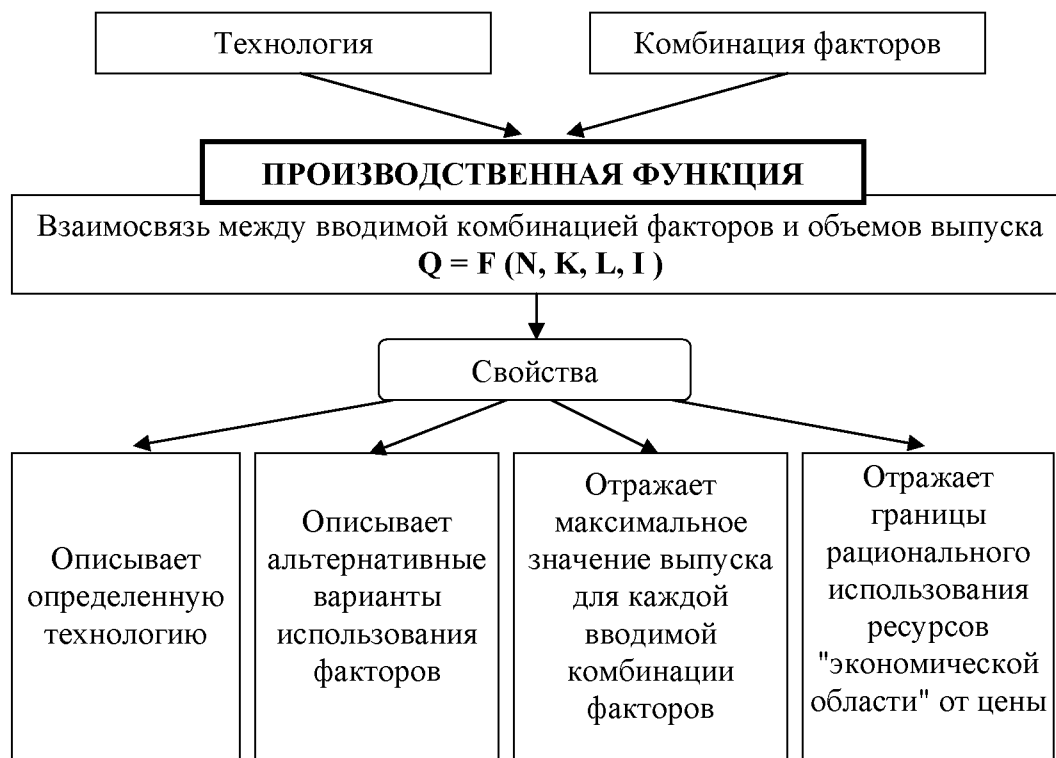 Технология
Комбинация факторов
ПРОИЗВОДСТВЕННАЯ ФУНКЦИЯ
Взаимосвязь между вводимой комбинацией факторов и объемов выпуска
Q = F (N, K, L, I )
Свойства
Описывает
определенную
технологию
Описывает
альтернативные
варианты
использования
факторов
Отражает
максимальное
значение выпуска
для каждой
вводимой
комбинации
факторов
Отражает
границы
рационального
использования
ресурсов
"экономической
области" от цены